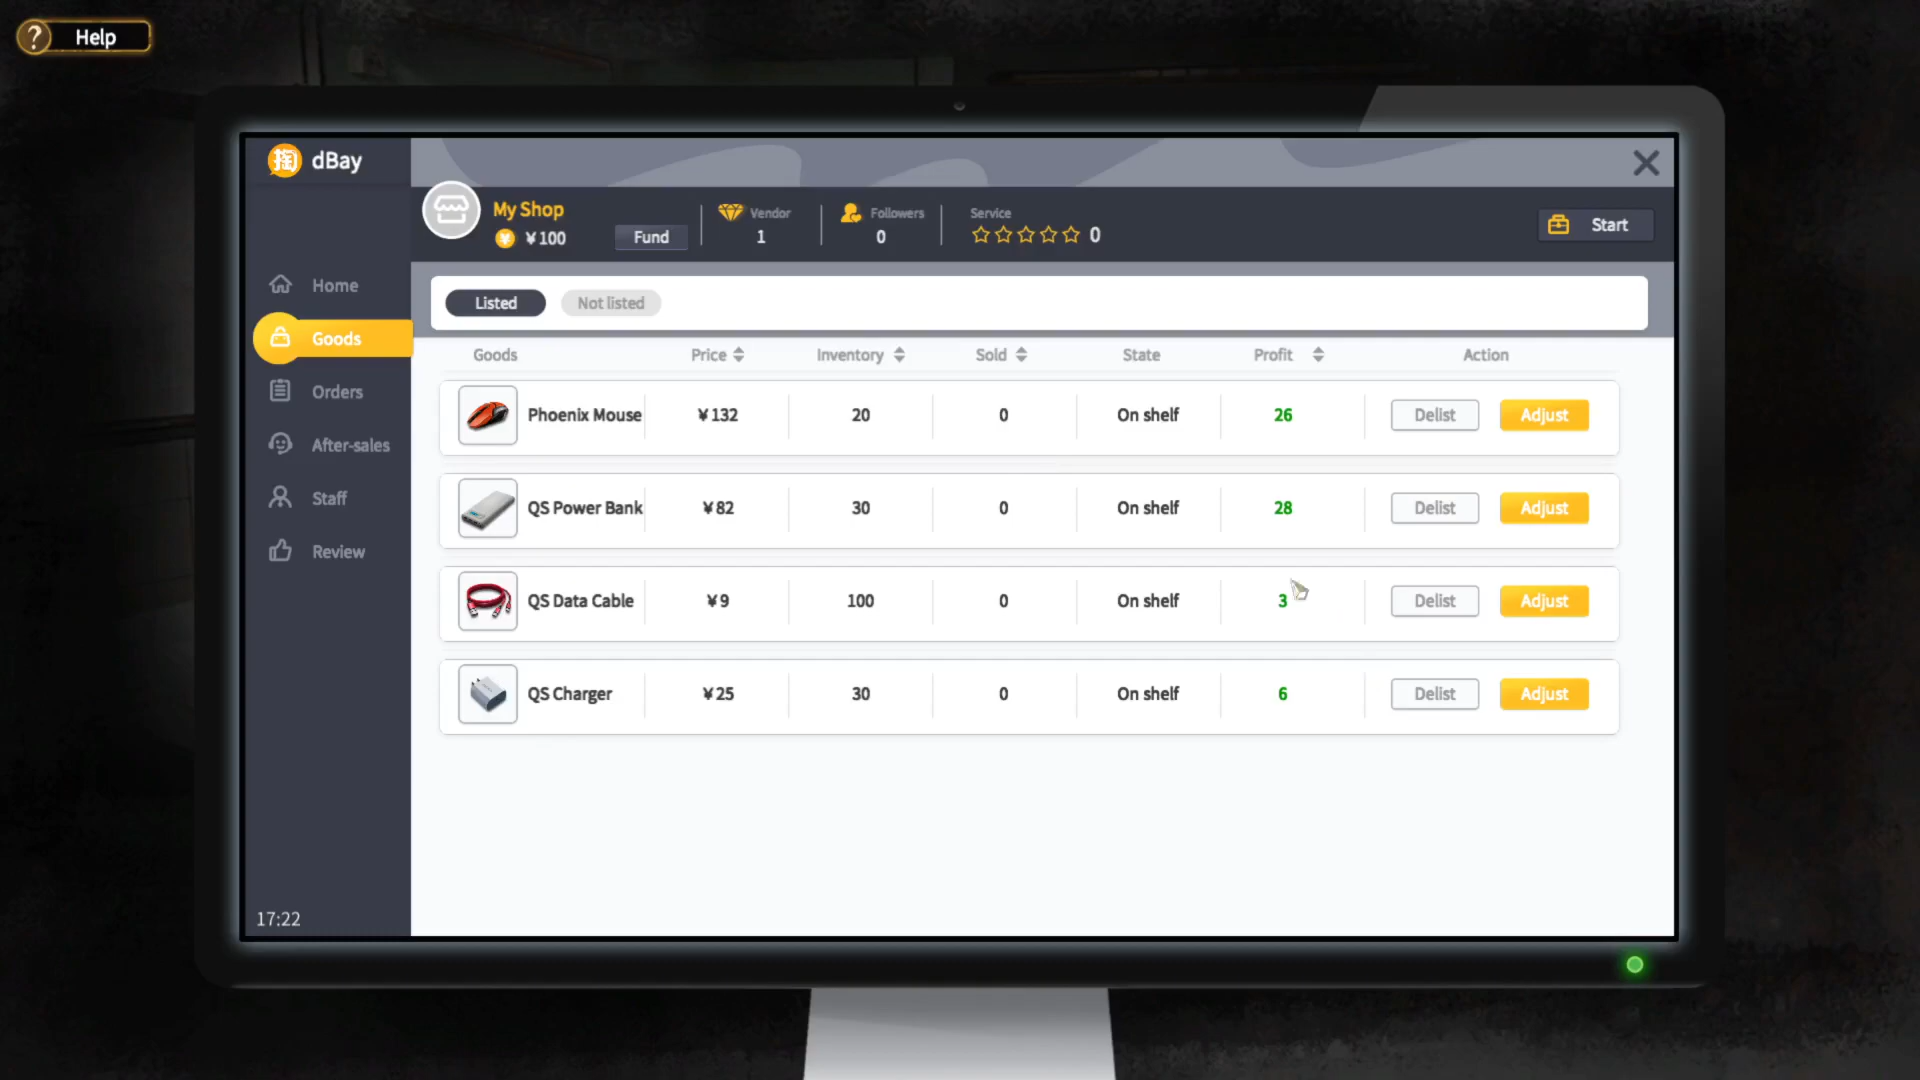 ? Help
掏 dBay
My Shop
¥100
Fund
Vendor
1
Followers
0
Service
0
Start
Home
Goods
Orders
After-sales
Staff
Review
17:22
Listed Not listed
Goods Price Inventory Sold State Profit Action
Phoenix Mouse ¥132 20 0 On shelf 26 Delist Adjust
QS Power Bank ¥82 30 0 On shelf 28 Delist Adjust
QS Data Cable ¥9 100 0 On shelf 3 Delist Adjust
QS Charger ¥25 30 0 On shelf 6 Delist Adjust